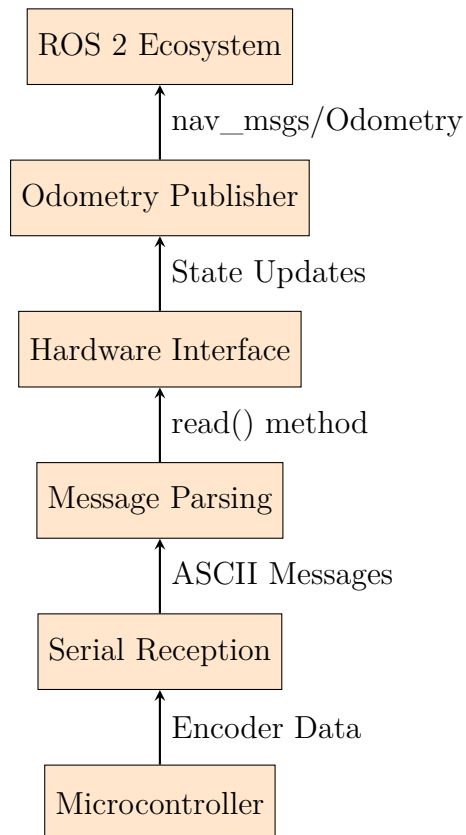 ROS 2 Ecosystem
nav_msgs/Odometry
Odometry Publisher
State Updates
Hardware Interface
read() method
Message Parsing
ASCII Messages
Serial Reception
Encoder Data
Microcontroller